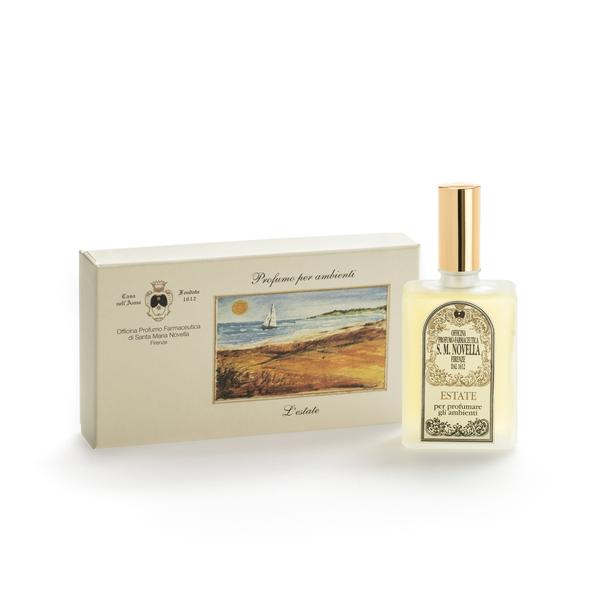 Casa
nell'Anno
Fondata
1612
Officina Profumo Farmaceutica
di Santa Maria Novella
Firenze
Profumo per ambienti
L'estate
OFFICINA
PROFUMO-FARMACEUTICA
S. M. NOVELLA
FIRENZE
DAL 1612
ESTATE
per profumare
gli ambienti